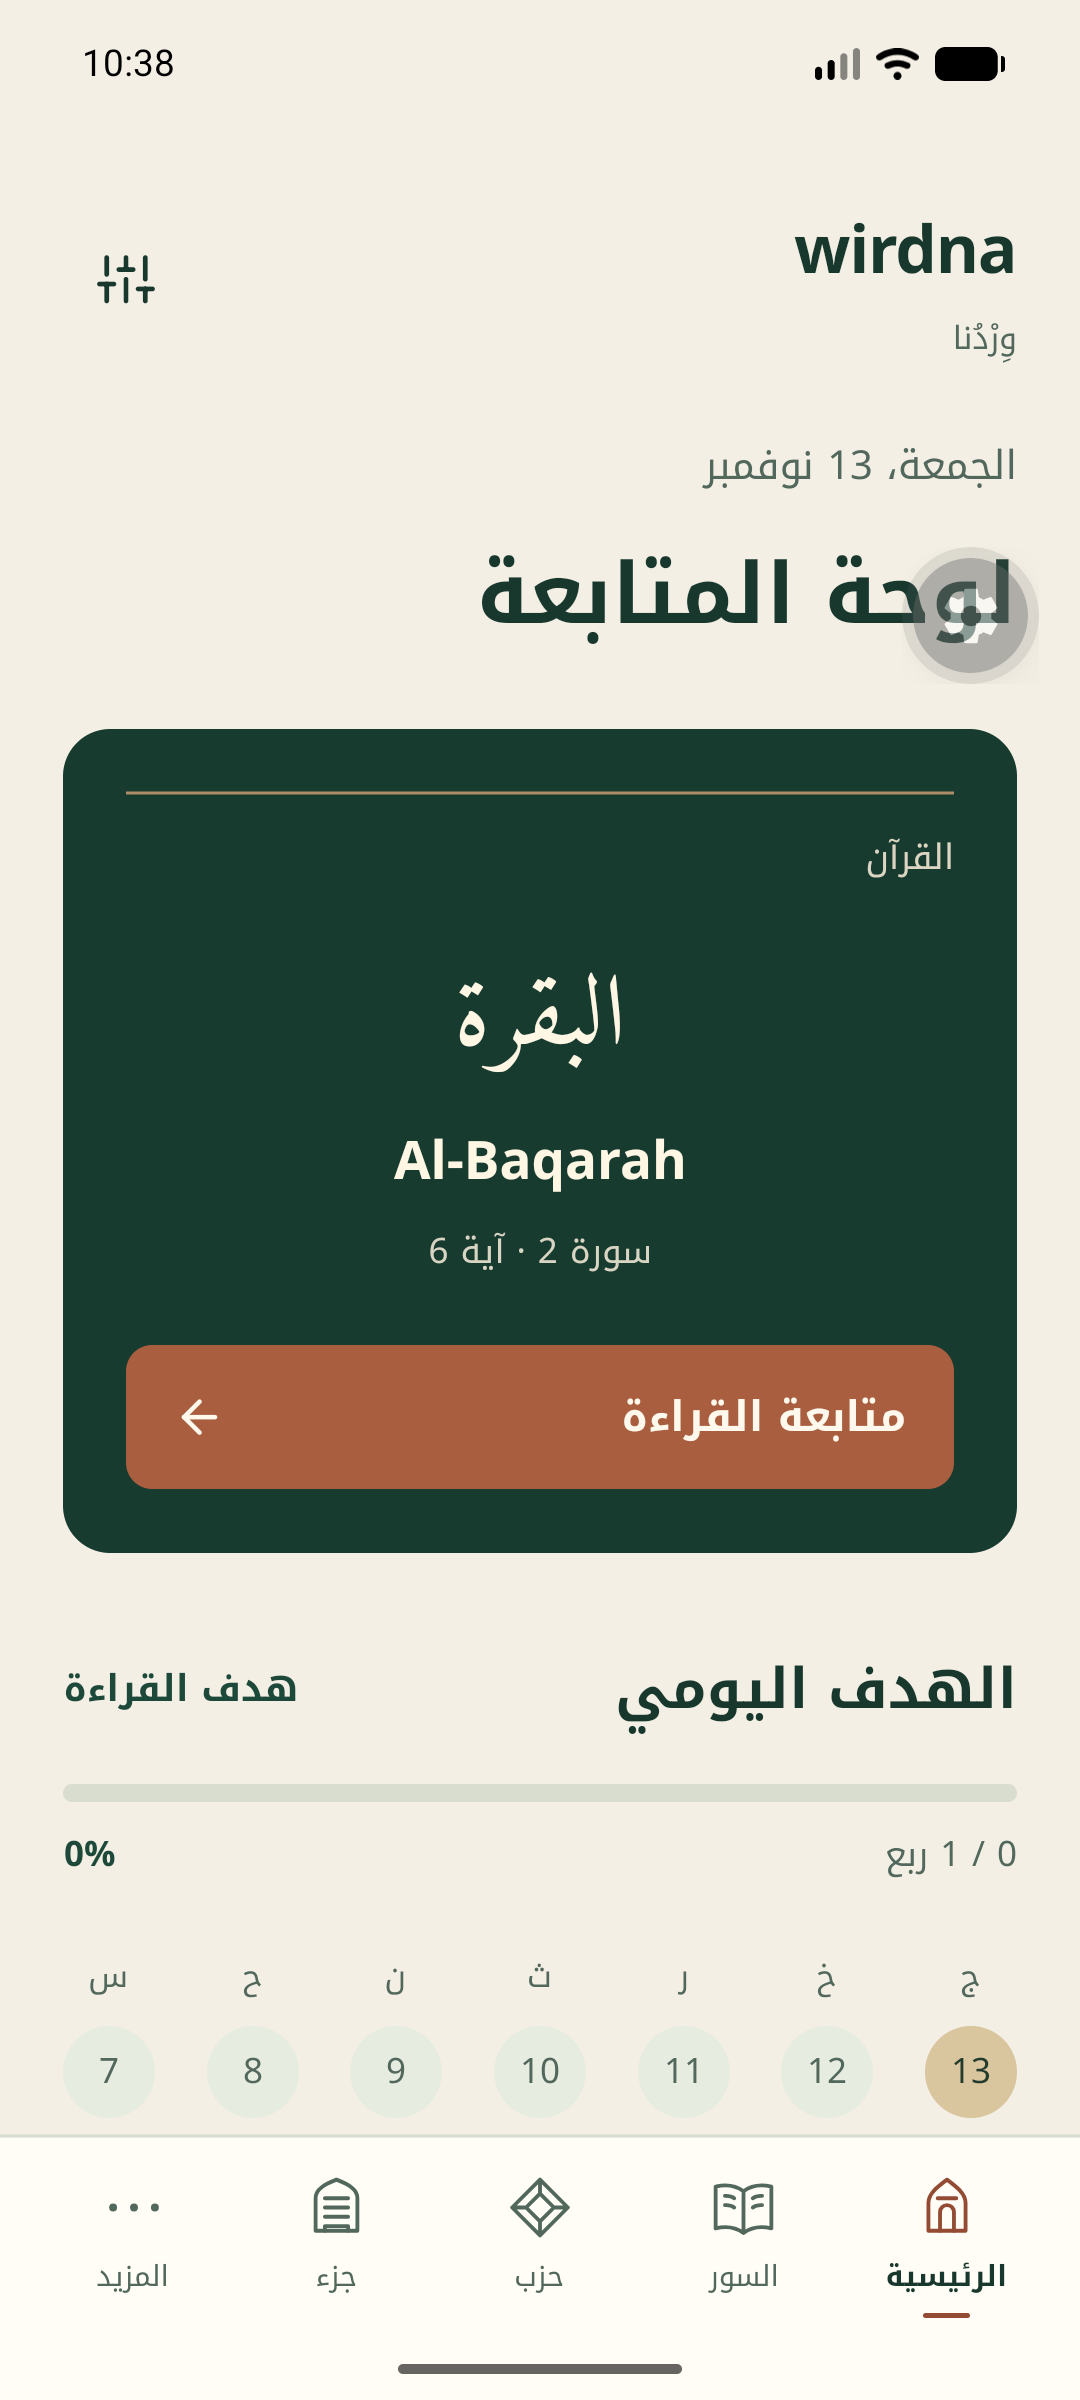 10:38
wirdna
وِرْدُنا
الجمعة، 13 نوفمبر
لوحة المتابعة
القرآن
البقرة
Al-Baqarah
سورة 2 · آية 6
متابعة القراءة
الهدف اليومي
هدف القراءة
0 / 1 ربع
0%
ج خ ر ث ن ح س
13 12 11 10 9 8 7
الرئيسية السور حزب جزء المزيد